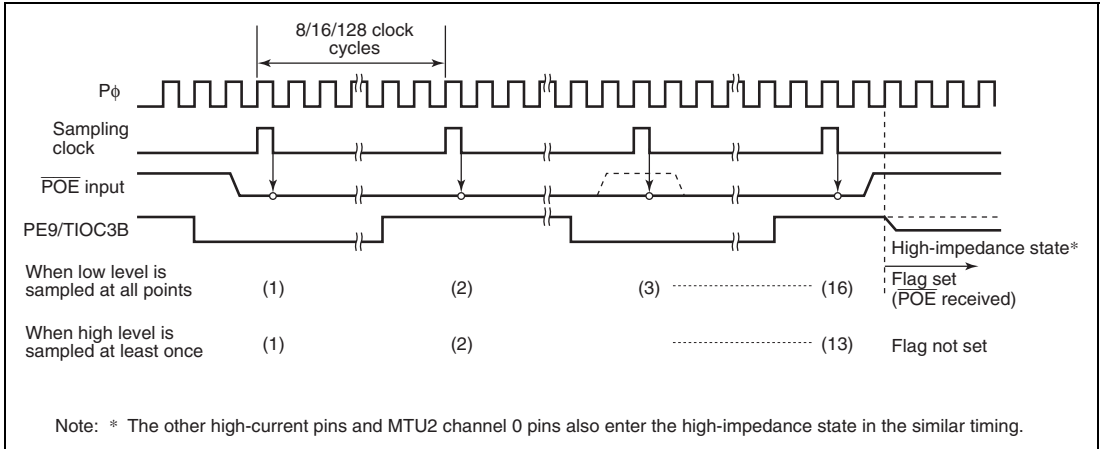 8/16/128 clock
cycles
Pϕ
Sampling
clock
POE input
PE9/TIOC3B
High-impedance state*
When low level is
sampled at all points
(1) (2) (3) (16)
Flag set
(POE received)
When high level is
sampled at least once
(1) (2) (13)
Flag not set
Note: * The other high-current pins and MTU2 channel 0 pins also enter the high-impedance state in the similar timing.